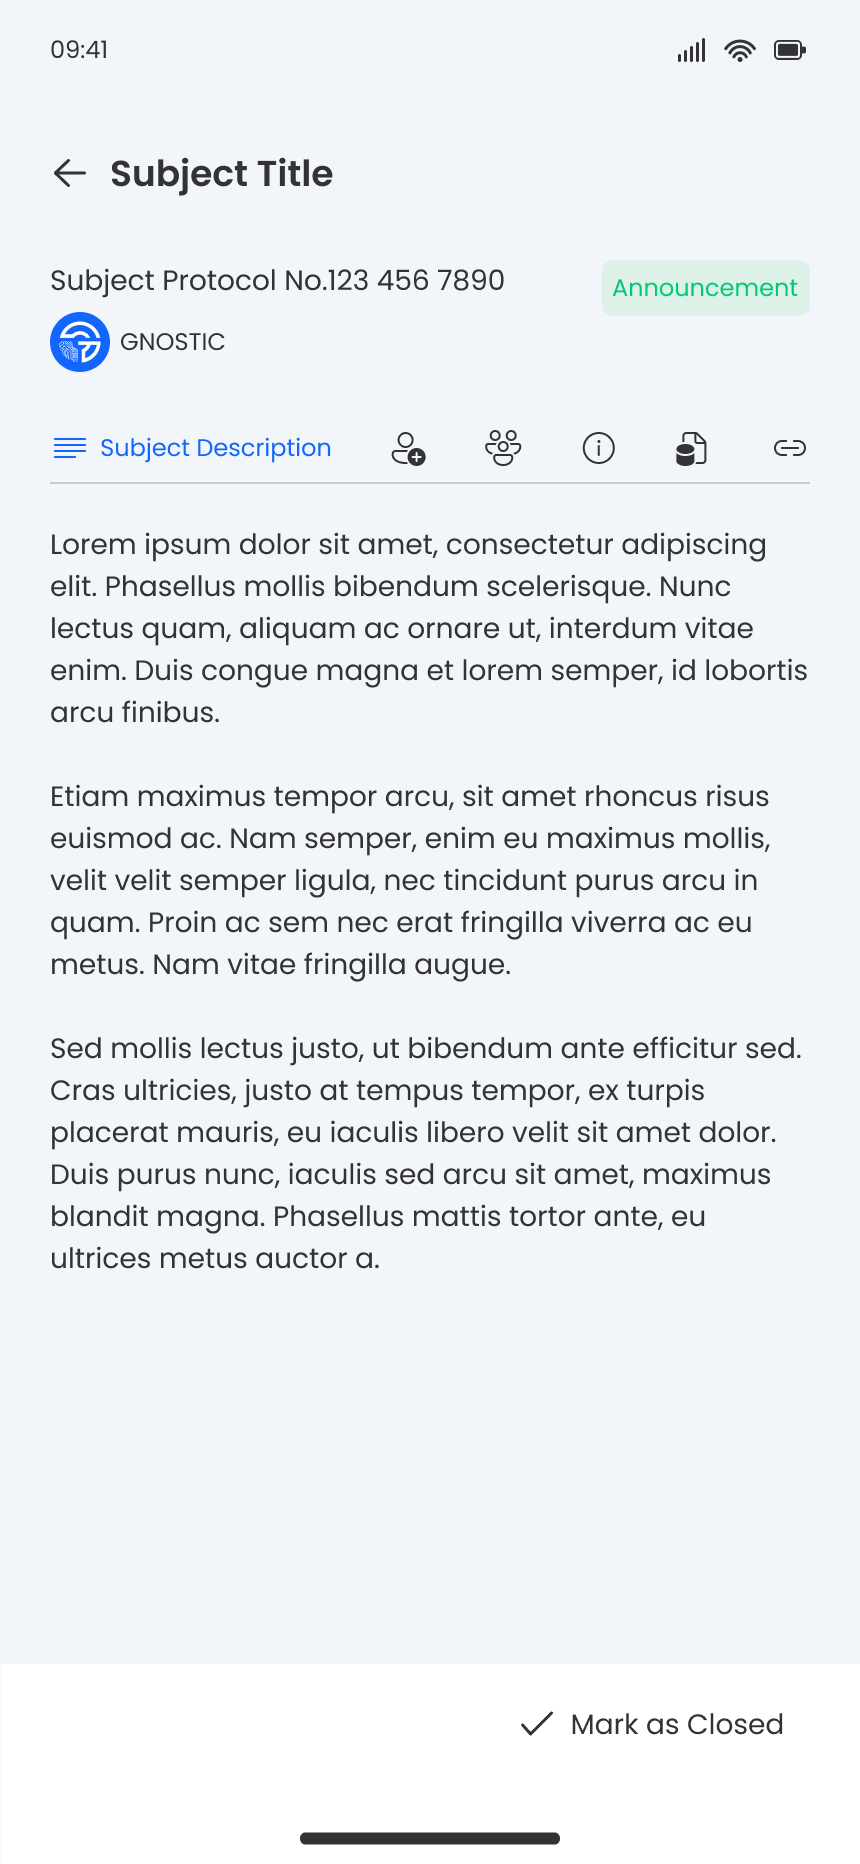 09:41
Subject Title
Subject Protocol No.123 456 7890
Announcement
GNOSTIC
Subject Description
Lorem ipsum dolor sit amet, consectetur adipiscing
elit. Phasellus mollis bibendum scelerisque. Nunc
lectus quam, aliquam ac ornare ut, interdum vitae
enim. Duis congue magna et lorem semper, id lobortis
arcu finibus.
Etiam maximus tempor arcu, sit amet rhoncus risus
euismod ac. Nam semper, enim eu maximus mollis,
velit velit semper ligula, nec tincidunt purus arcu in
quam. Proin ac sem nec erat fringilla viverra ac eu
metus. Nam vitae fringilla augue.
Sed mollis lectus justo, ut bibendum ante efficitur sed.
Cras ultricies, justo at tempus tempor, ex turpis
placerat mauris, eu iaculis libero velit sit amet dolor.
Duis purus nunc, iaculis sed arcu sit amet, maximus
blandit magna. Phasellus mattis tortor ante, eu
ultrices metus auctor a.
Mark as Closed